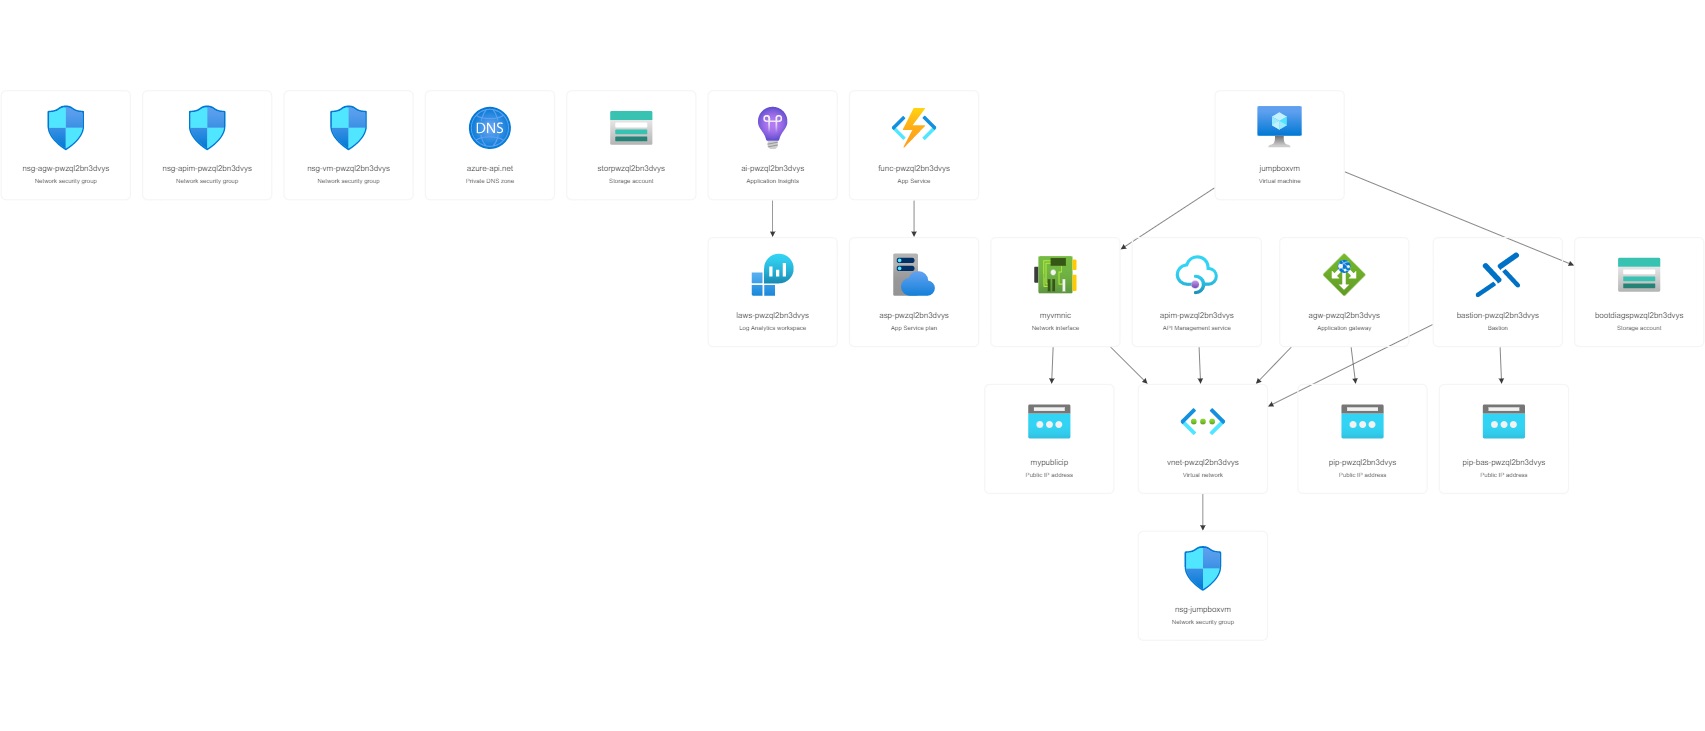 DNS
nsg-agw-pwzql2bn3dvys
Network security group
nsg-apim-pwzql2bn3dvys
Network security group
nsg-vm-pwzql2bn3dvys
Network security group
azure-api.net
Private DNS zone
storpwzql2bn3dvys
Storage account
ai-pwzql2bn3dvys
Application Insights
func-pwzql2bn3dvys
App Service
jumpboxvm
Virtual machine
laws-pwzql2bn3dvys
Log Analytics workspace
asp-pwzql2bn3dvys
App Service plan
myvmnic
Network interface
apim-pwzql2bn3dvys
API Management service
agw-pwzql2bn3dvys
Application gateway
bastion-pwzql2bn3dvys
Bastion
bootdiagspwzql2bn3dvys
Storage account
mypublicip
Public IP address
vnet-pwzql2bn3dvys
Virtual network
pip-pwzql2bn3dvys
Public IP address
pip-bas-pwzql2bn3dvys
Public IP address
nsg-jumpboxvm
Network security group